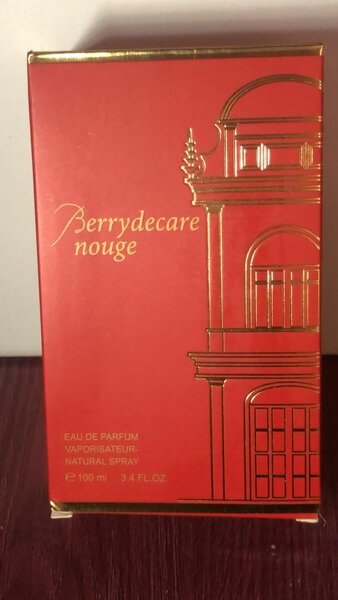 Berrydecare
nouge
EAU DE PARFUM
VAPORISATEUR-
NATURAL SPRAY
℮ 100 ml 3.4 FL.OZ.